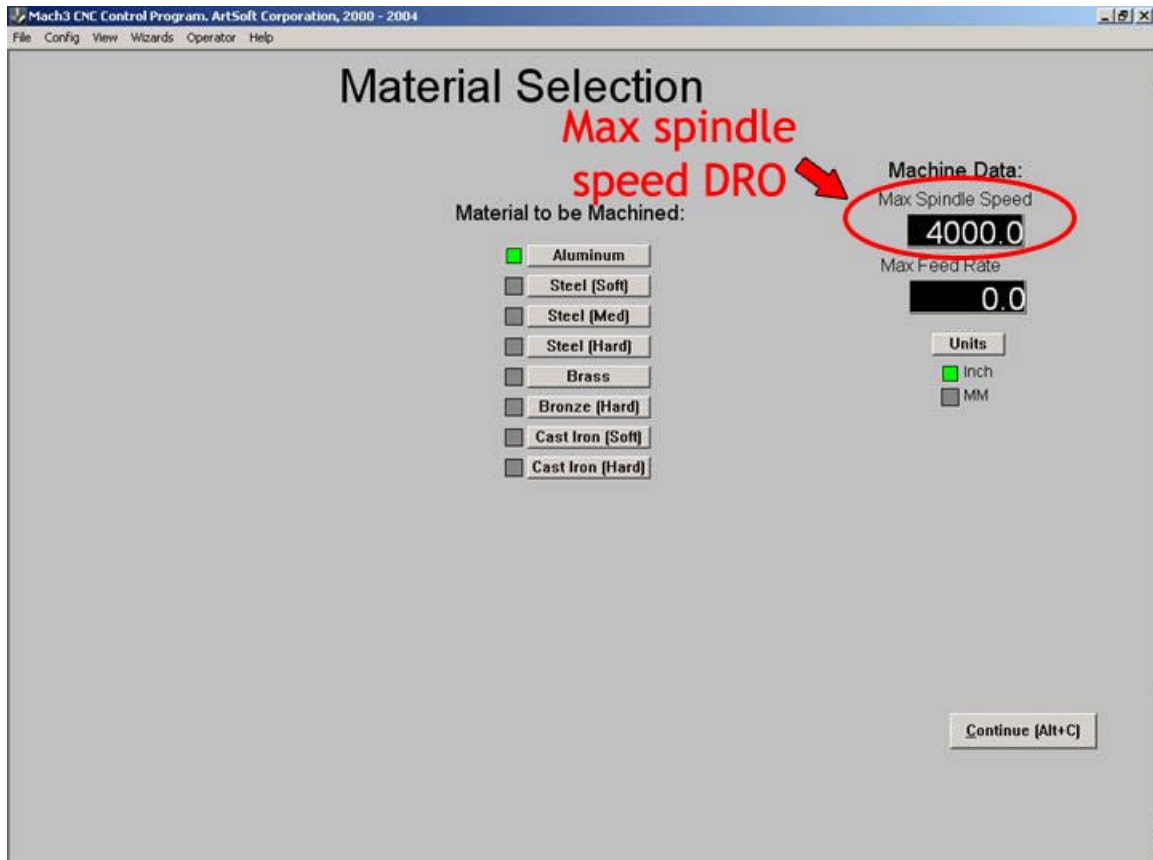 Mach3 CNC Control Program. ArtSoft Corporation, 2000 - 2004
File Config View Wizards Operator Help
Material Selection
Max spindle
speed DRO
Machine Data:
Max Spindle Speed
4000.0
Max Feed Rate
0.0
Units
Inch
MM
Material to be Machined:
Aluminum
Steel (Soft)
Steel (Med)
Steel (Hard)
Brass
Bronze (Hard)
Cast Iron (Soft)
Cast Iron (Hard)
Continue (Alt+C)